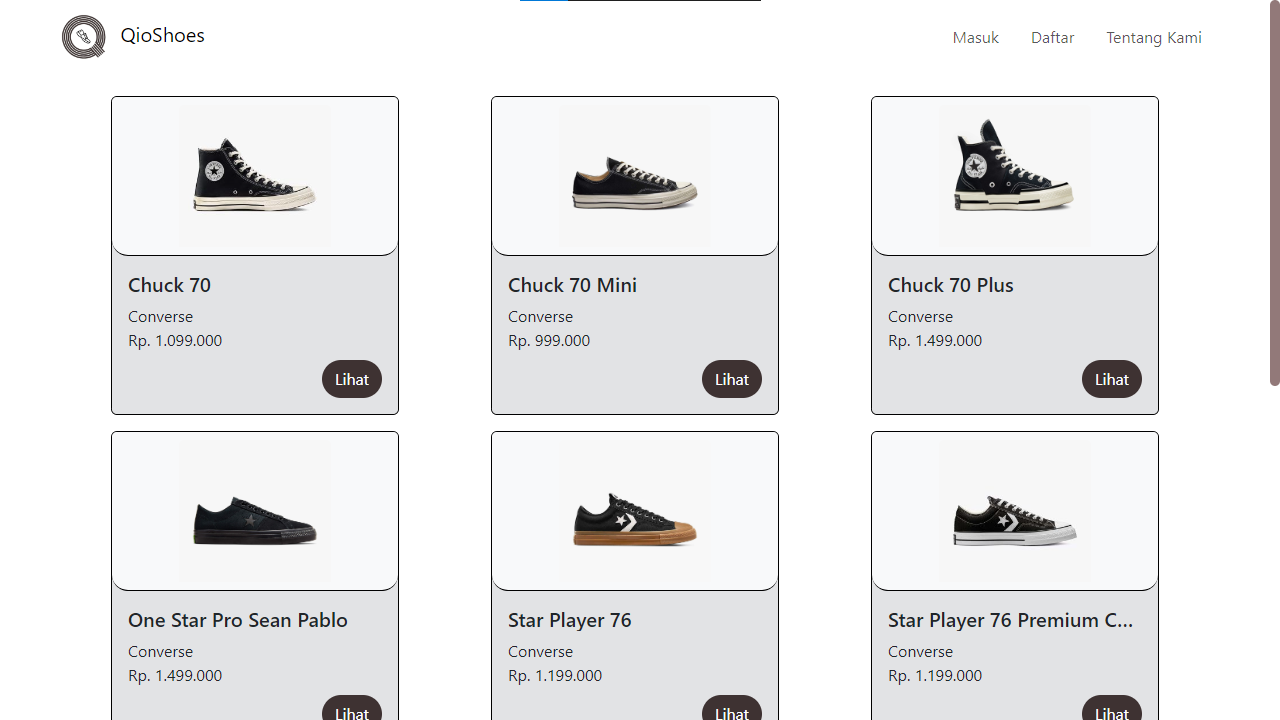 QioShoes
Masuk
Daftar
Tentang Kami
Chuck 70
Converse
Rp. 1.099.000
Lihat
Chuck 70 Mini
Converse
Rp. 999.000
Lihat
Chuck 70 Plus
Converse
Rp. 1.499.000
Lihat
One Star Pro Sean Pablo
Converse
Rp. 1.499.000
Lihat
Star Player 76
Converse
Rp. 1.199.000
Lihat
Star Player 76 Premium C...
Converse
Rp. 1.199.000
Lihat